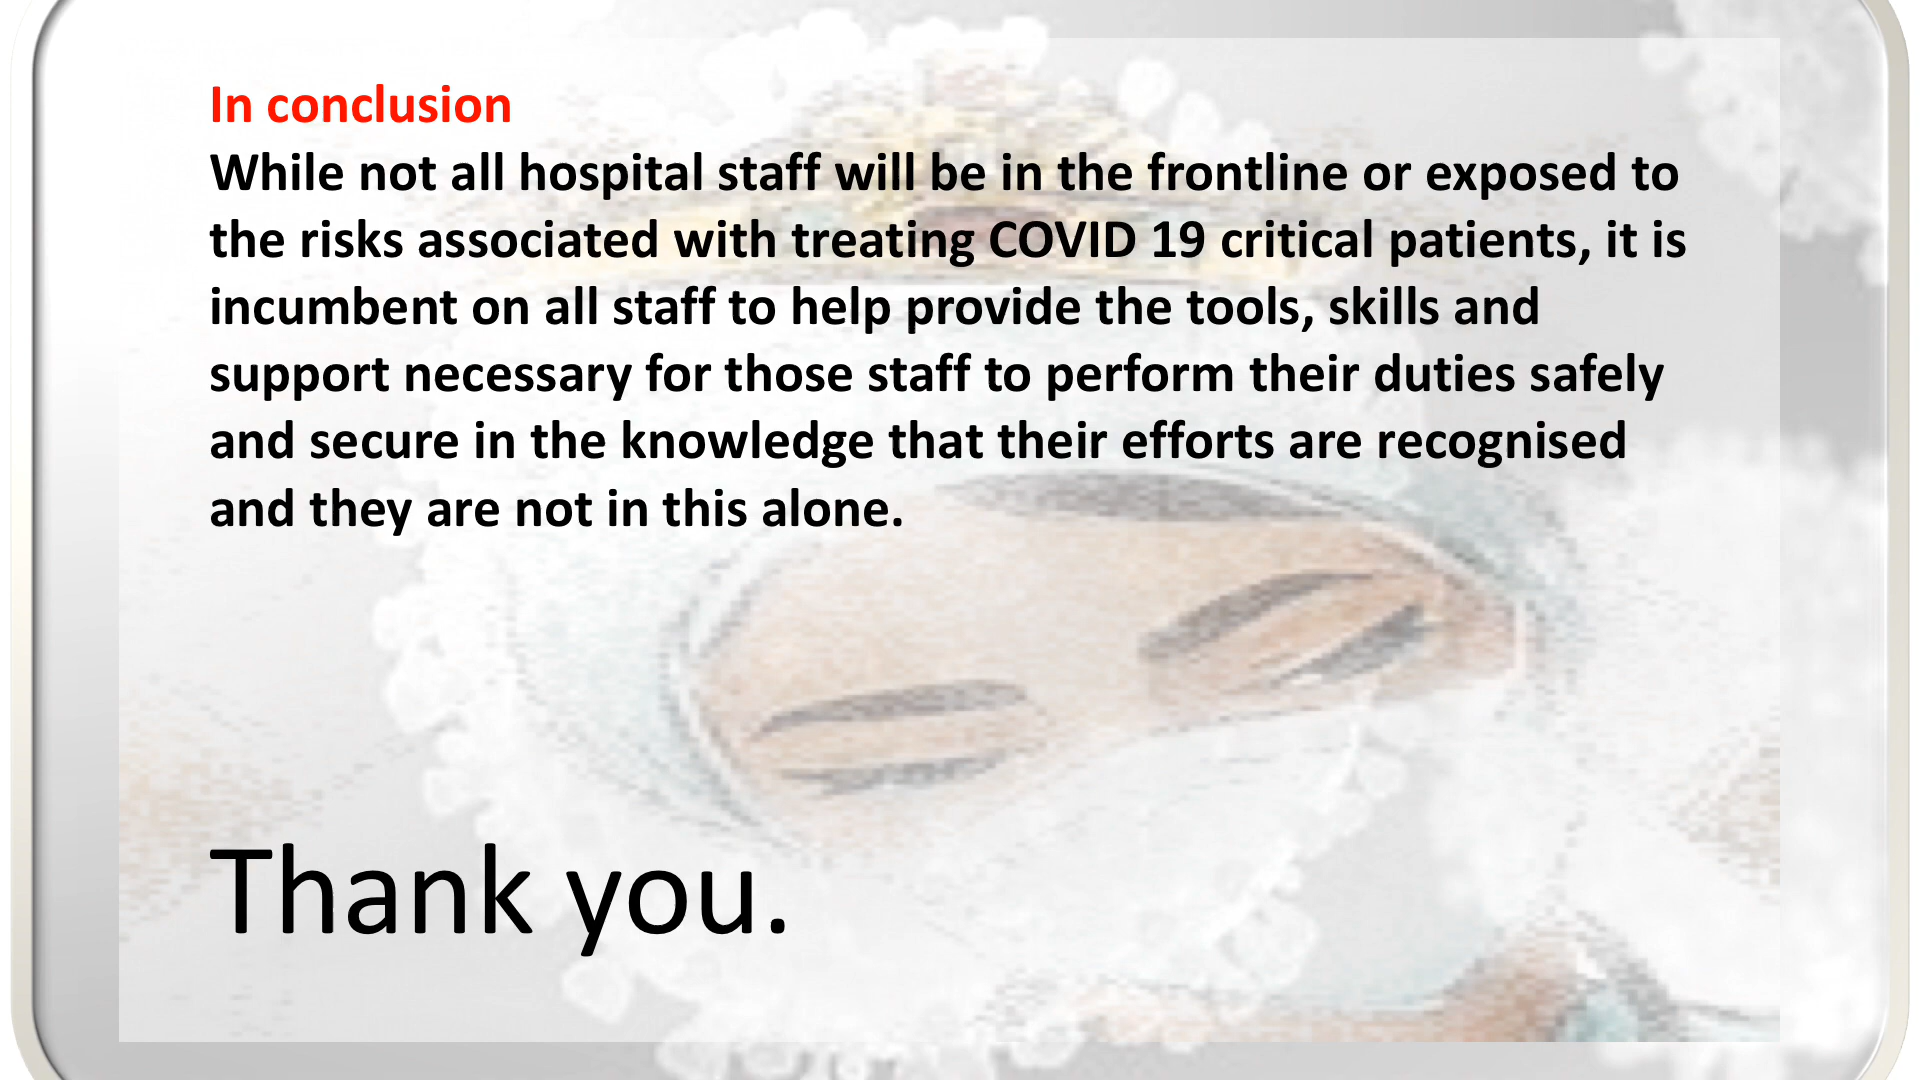 In conclusion
While not all hospital staff will be in the frontline or exposed to
the risks associated with treating COVID 19 critical patients, it is
incumbent on all staff to help provide the tools, skills and
support necessary for those staff to perform their duties safely
and secure in the knowledge that their efforts are recognised
and they are not in this alone.
Thank you.